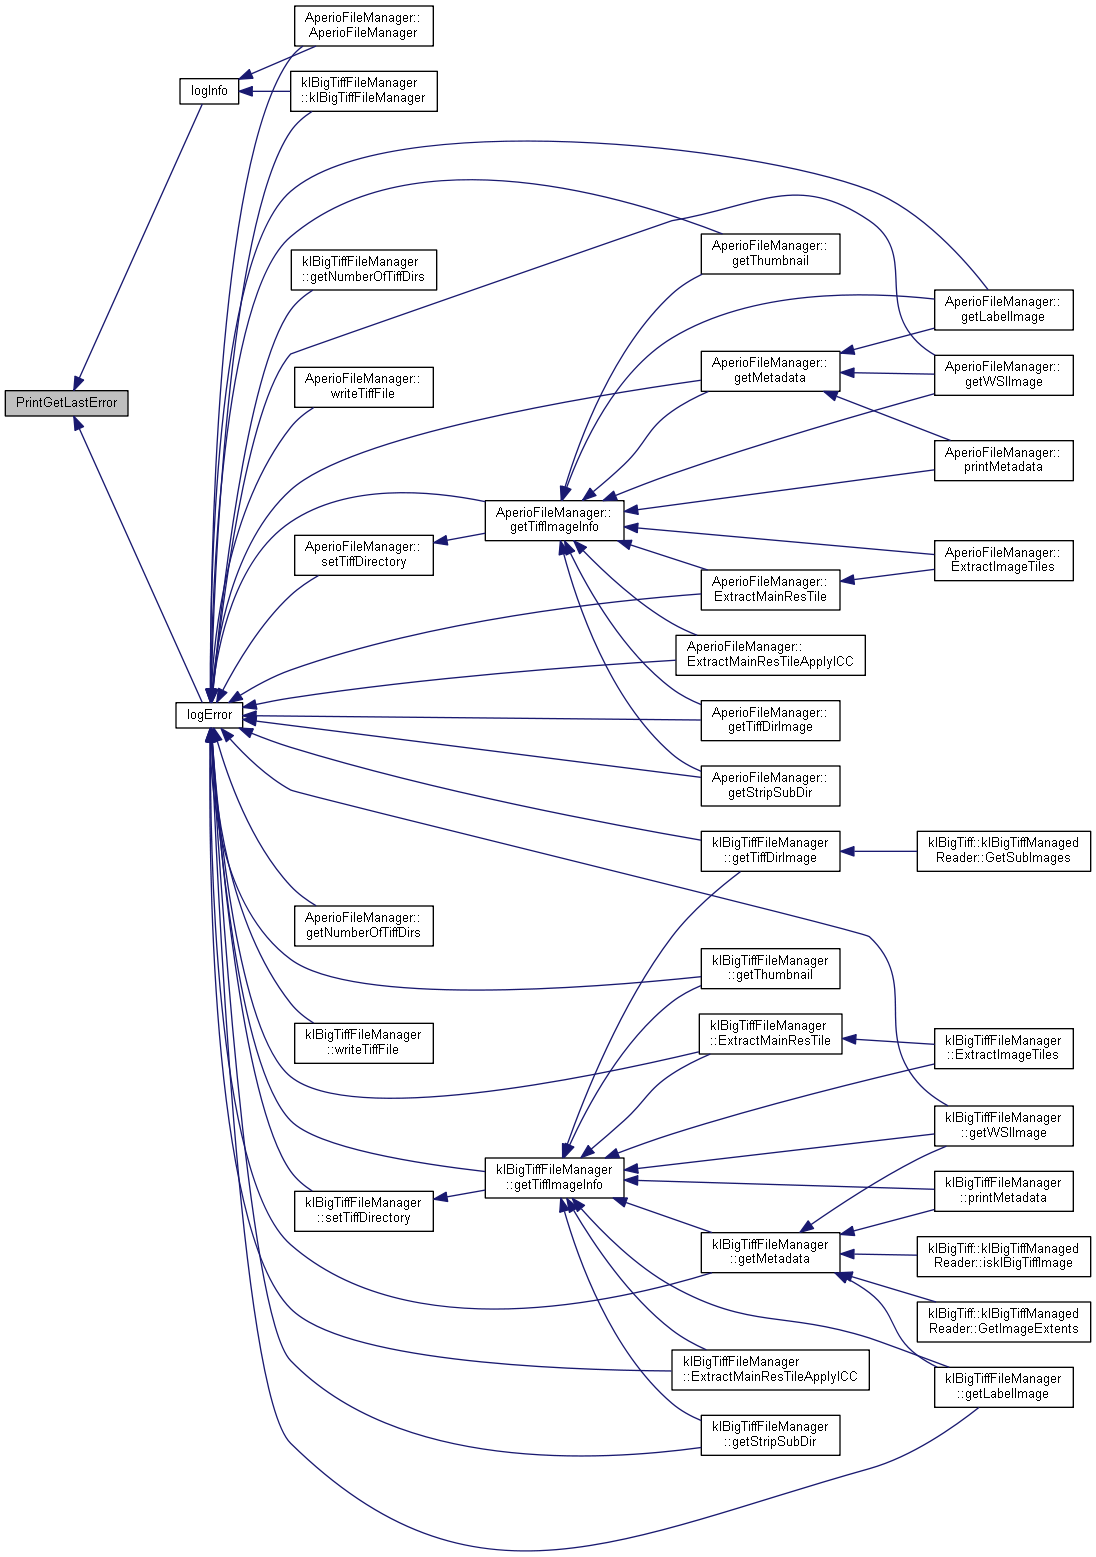 AperioFileManager::
AperioFileManager
logInfo
klBigTiffFileManager
::klBigTiffFileManager
AperioFileManager::
getThumbnail
klBigTiffFileManager
::getNumberOfTiffDirs
AperioFileManager::
getLabelImage
AperioFileManager::
getMetadata
AperioFileManager::
getWSIImage
AperioFileManager::
writeTiffFile
PrintGetLastError
AperioFileManager::
printMetadata
AperioFileManager::
getTiffImageInfo
AperioFileManager::
setTiffDirectory
AperioFileManager::
ExtractImageTiles
AperioFileManager::
ExtractMainResTile
AperioFileManager::
ExtractMainResTileApplyICC
logError
AperioFileManager::
getTiffDirImage
AperioFileManager::
getStripSubDir
klBigTiffFileManager
::getTiffDirImage
klBigTiff::klBigTiffManaged
Reader::GetSubImages
AperioFileManager::
getNumberOfTiffDirs
klBigTiffFileManager
::getThumbnail
klBigTiffFileManager
::writeTiffFile
klBigTiffFileManager
::ExtractMainResTile
klBigTiffFileManager
::ExtractImageTiles
klBigTiffFileManager
::getWSIImage
klBigTiffFileManager
::getTiffImageInfo
klBigTiffFileManager
::setTiffDirectory
klBigTiffFileManager
::printMetadata
klBigTiffFileManager
::getMetadata
klBigTiff::klBigTiffManaged
Reader::isklBigTiffImage
klBigTiff::klBigTiffManaged
Reader::GetImageExtents
klBigTiffFileManager
::ExtractMainResTileApplyICC
klBigTiffFileManager
::getLabelImage
klBigTiffFileManager
::getStripSubDir